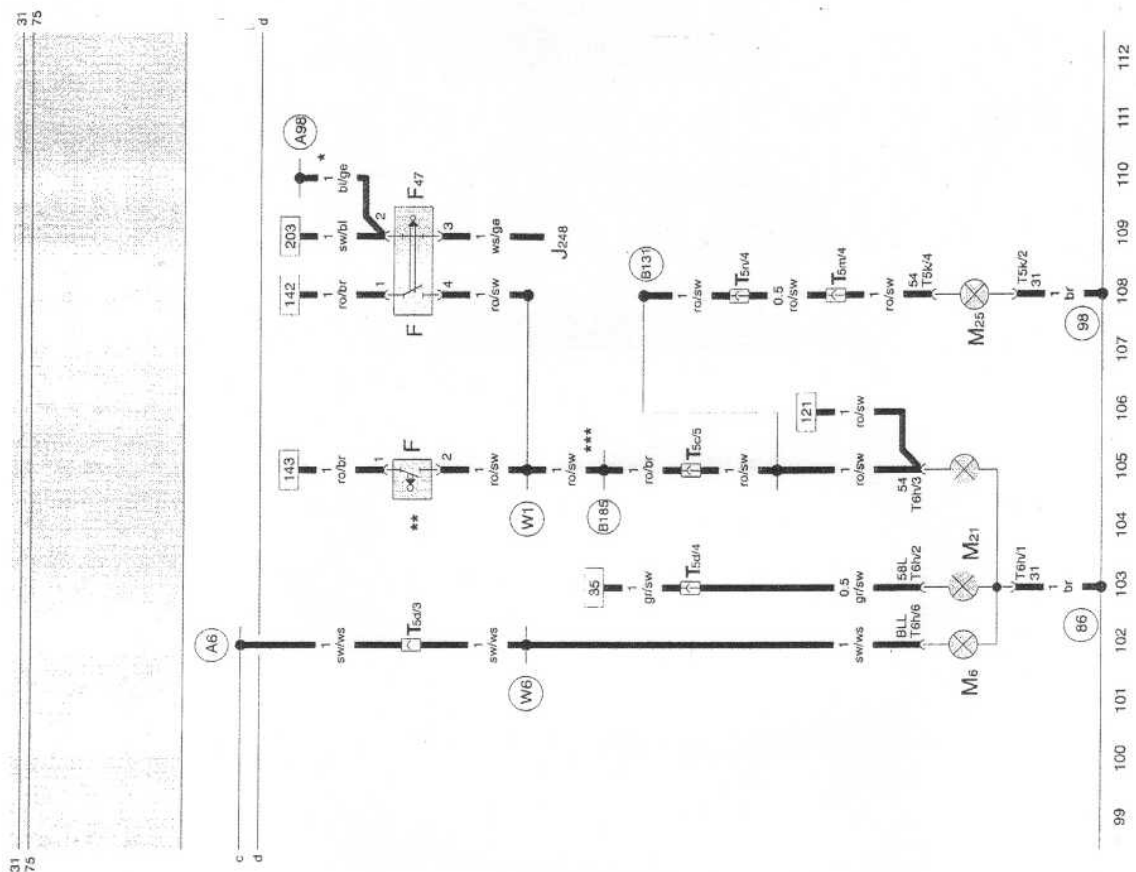 31
75
31
75
c
d
d
A6
1
sw/ws
T5d/3
1
sw/ws
W6
1
sw/ws
BLL
T6h/6
M6
35
1
gr/sw
T5d/4
0.5
gr/sw
58L
T6h/2
M21
T6h/1
31
1
br
86
143
1
ro/br
1
F
**
2
1
ro/sw
W1
1
ro/sw
***
B185
1
ro/br
T5c/5
1
ro/sw
1
ro/sw
54
T6h/3
121
1
ro/sw
142
1
ro/br
1
F
4
1
ro/sw
203
1
sw/bl
2
F47
3
1
ws/ge
J248
A98
*
1
bl/ge
B131
1
ro/sw
T5n/4
0.5
ro/sw
T5m/4
1
ro/sw
54
T5k/4
M25
T5k/2
31
1
br
98
99 100 101 102 103 104 105 106 107 108 109 110 111 112